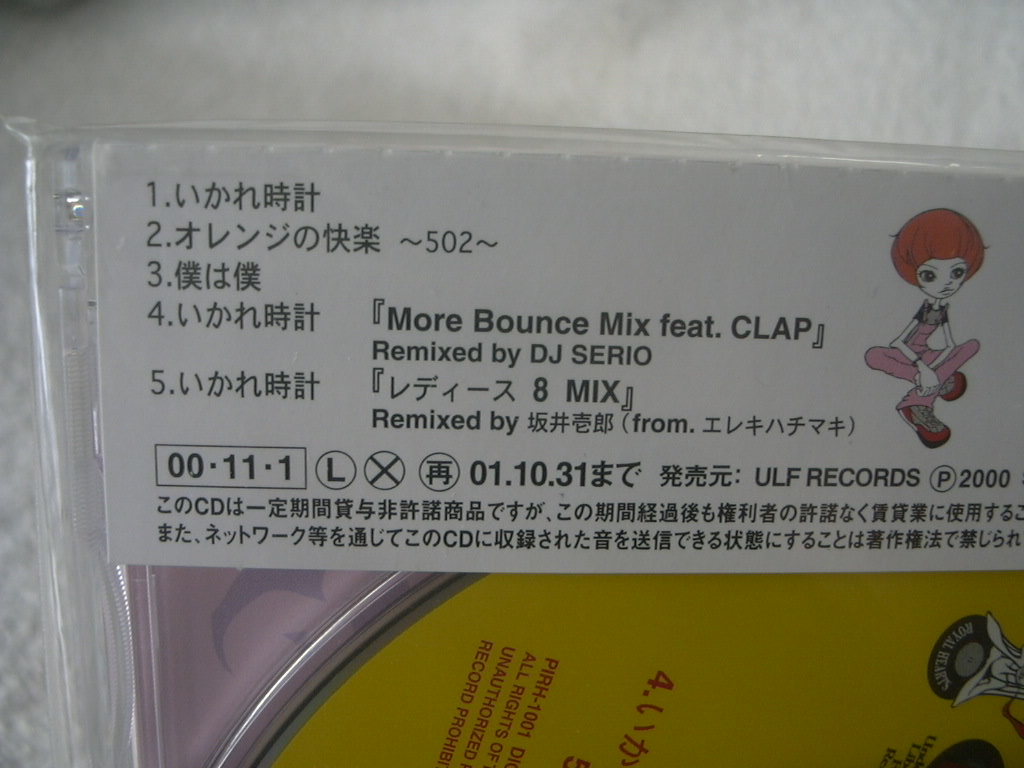 1.いかれ時計
2.オレンジの快楽 ～502～
3.僕は僕
4.いかれ時計 『More Bounce Mix feat. CLAP』
Remixed by DJ SERIO
5.いかれ時計 『レディース 8 MIX』
Remixed by 坂井壱郎（from. エレキハチマキ）
00・11・1 Ⓛ Ⓧ 再 01.10.31まで 発売元: ULF RECORDS Ⓟ2000
このCDは一定期間貸与非許諾商品ですが、この期間経過後も権利者の許諾なく賃貸業に使用するこ
また、ネットワーク等を通じてこのCDに収録された音を送信できる状態にすることは著作権法で禁じられ
PIRH-1001 DI
ALL RIGHTS OF
UNAUTHORIZED
RECORD PROHIBI
4.いか
5
ROYAL HEART